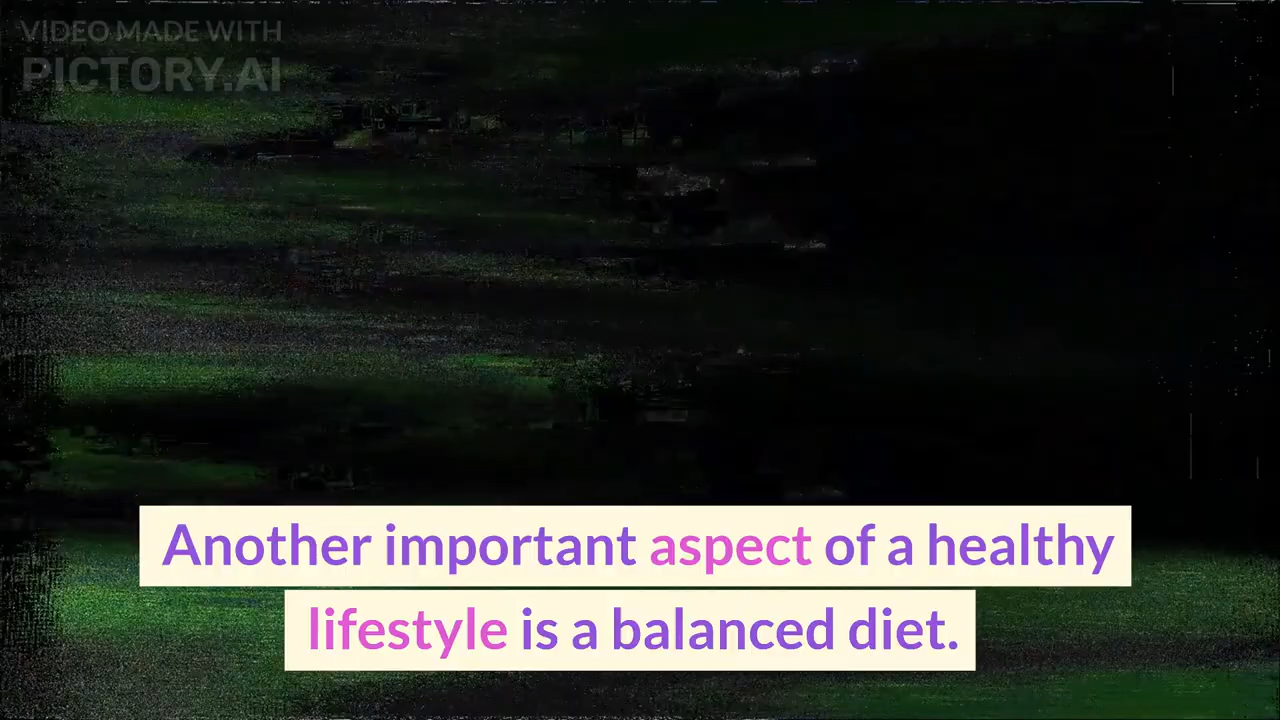 VIDEO MADE WITH
PICTORY.AI
Another important aspect of a healthy
lifestyle is a balanced diet.